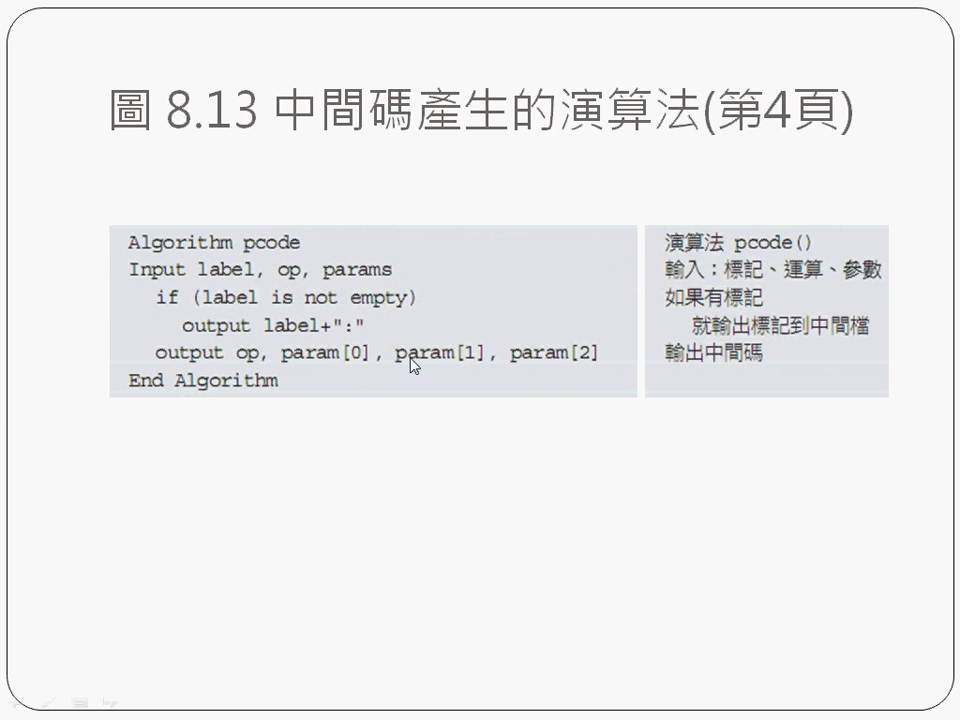 圖 8.13 中間碼產生的演算法(第4頁)
Algorithm pcode
Input label, op, params
if (label is not empty)
output label+":"
output op, param[0], param[1], param[2]
End Algorithm
演算法 pcode()
輸入：標記、運算、參數
如果有標記
就輸出標記到中間檔
輸出中間碼